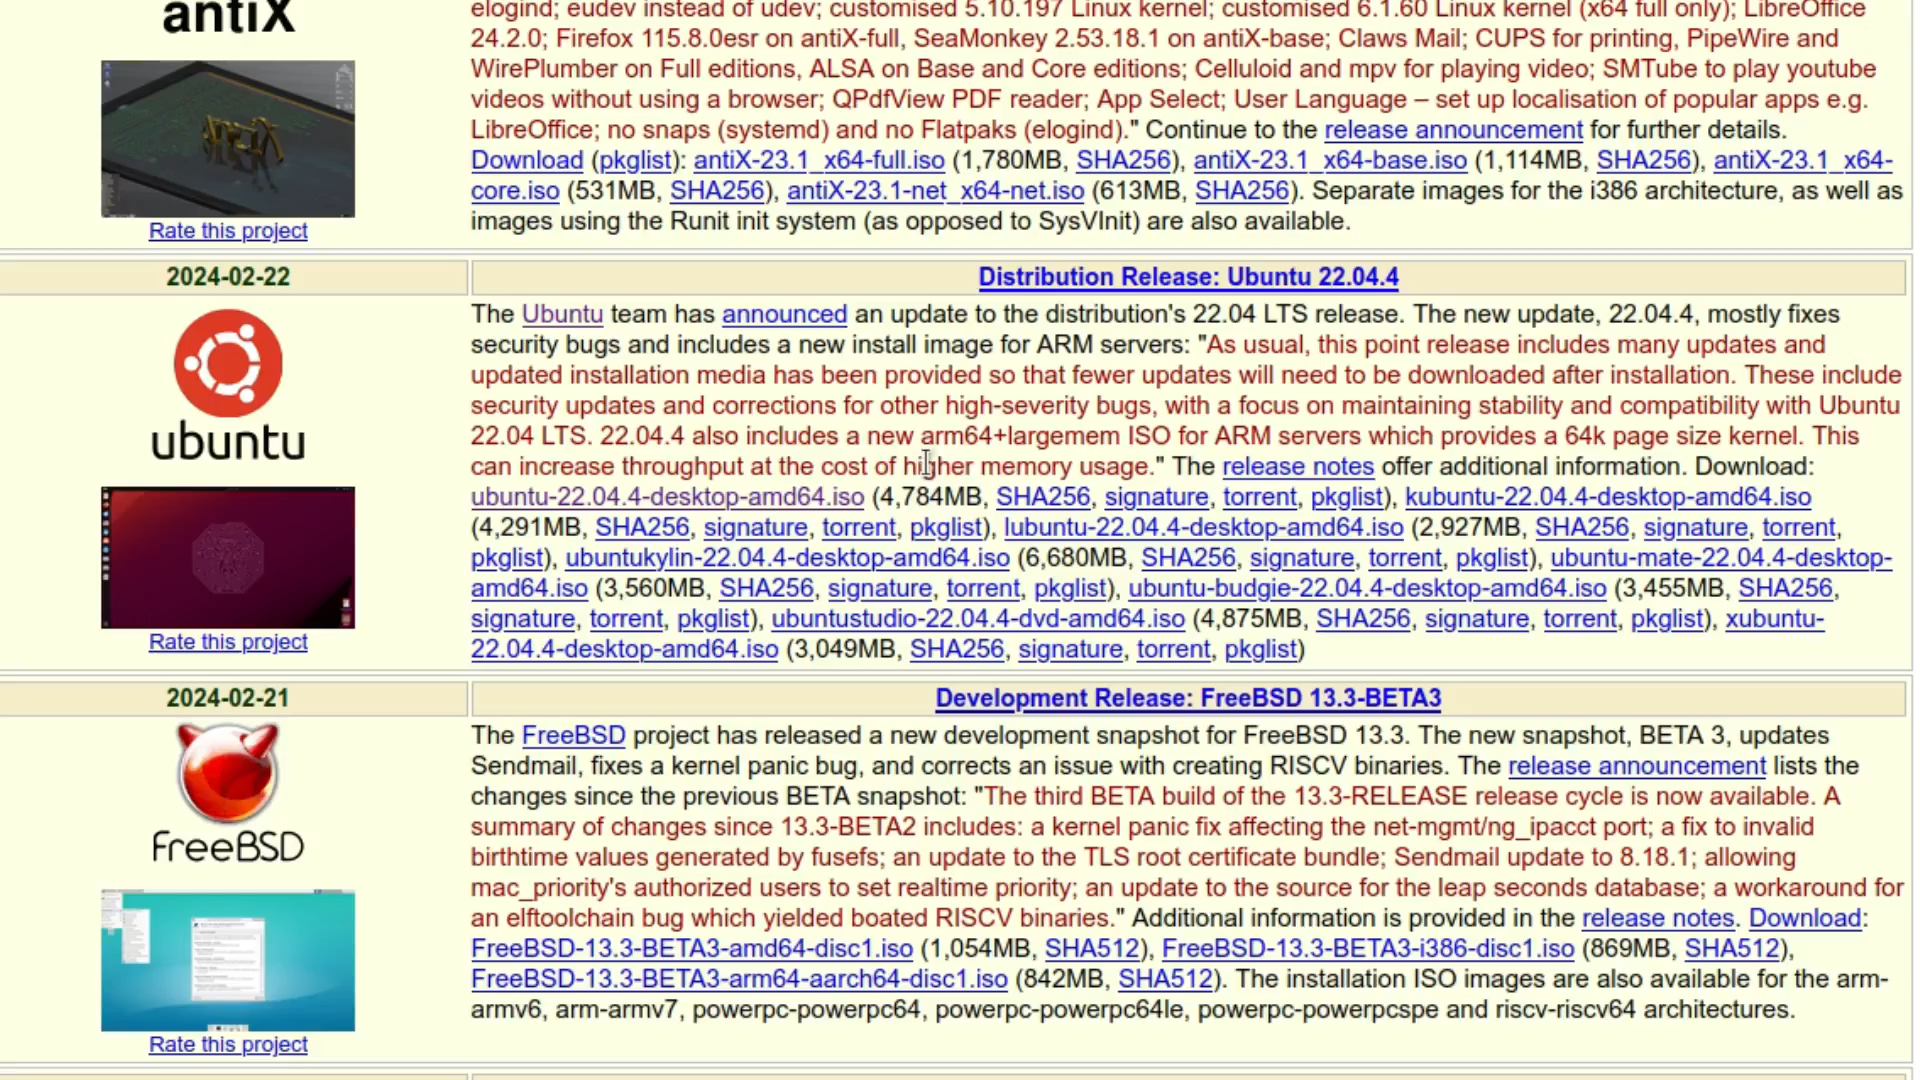 antiX
elogind; eudev instead of udev; customised 5.10.197 Linux kernel; customised 6.1.60 Linux kernel (x64 full only); LibreOffice
24.2.0; Firefox 115.8.0esr on antiX-full, SeaMonkey 2.53.18.1 on antiX-base; Claws Mail; CUPS for printing, PipeWire and
WirePlumber on Full editions, ALSA on Base and Core editions; Celluloid and mpv for playing video; SMTube to play youtube
videos without using a browser; QPdfView PDF reader; App Select; User Language – set up localisation of popular apps e.g.
LibreOffice; no snaps (systemd) and no Flatpaks (elogind)." Continue to the release announcement for further details.
Download (pkglist): antiX-23.1_x64-full.iso (1,780MB, SHA256), antiX-23.1_x64-base.iso (1,114MB, SHA256), antiX-23.1_x64-
core.iso (531MB, SHA256), antiX-23.1-net_x64-net.iso (613MB, SHA256). Separate images for the i386 architecture, as well as
images using the Runit init system (as opposed to SysVInit) are also available.
antiX
Rate this project
2024-02-22
Distribution Release: Ubuntu 22.04.4
ubuntu
Rate this project
The Ubuntu team has announced an update to the distribution's 22.04 LTS release. The new update, 22.04.4, mostly fixes
security bugs and includes a new install image for ARM servers: "As usual, this point release includes many updates and
updated installation media has been provided so that fewer updates will need to be downloaded after installation. These include
security updates and corrections for other high-severity bugs, with a focus on maintaining stability and compatibility with Ubuntu
22.04 LTS. 22.04.4 also includes a new arm64+largemem ISO for ARM servers which provides a 64k page size kernel. This
can increase throughput at the cost of higher memory usage." The release notes offer additional information. Download:
ubuntu-22.04.4-desktop-amd64.iso (4,784MB, SHA256, signature, torrent, pkglist), kubuntu-22.04.4-desktop-amd64.iso
(4,291MB, SHA256, signature, torrent, pkglist), lubuntu-22.04.4-desktop-amd64.iso (2,927MB, SHA256, signature, torrent,
pkglist), ubuntukylin-22.04.4-desktop-amd64.iso (6,680MB, SHA256, signature, torrent, pkglist), ubuntu-mate-22.04.4-desktop-
amd64.iso (3,560MB, SHA256, signature, torrent, pkglist), ubuntu-budgie-22.04.4-desktop-amd64.iso (3,455MB, SHA256,
signature, torrent, pkglist), ubuntustudio-22.04.4-dvd-amd64.iso (4,875MB, SHA256, signature, torrent, pkglist), xubuntu-
22.04.4-desktop-amd64.iso (3,049MB, SHA256, signature, torrent, pkglist)
2024-02-21
Development Release: FreeBSD 13.3-BETA3
FreeBSD
Rate this project
The FreeBSD project has released a new development snapshot for FreeBSD 13.3. The new snapshot, BETA 3, updates
Sendmail, fixes a kernel panic bug, and corrects an issue with creating RISCV binaries. The release announcement lists the
changes since the previous BETA snapshot: "The third BETA build of the 13.3-RELEASE release cycle is now available. A
summary of changes since 13.3-BETA2 includes: a kernel panic fix affecting the net-mgmt/ng_ipacct port; a fix to invalid
birthtime values generated by fusefs; an update to the TLS root certificate bundle; Sendmail update to 8.18.1; allowing
mac_priority's authorized users to set realtime priority; an update to the source for the leap seconds database; a workaround for
an elftoolchain bug which yielded boated RISCV binaries." Additional information is provided in the release notes. Download:
FreeBSD-13.3-BETA3-amd64-disc1.iso (1,054MB, SHA512), FreeBSD-13.3-BETA3-i386-disc1.iso (869MB, SHA512),
FreeBSD-13.3-BETA3-arm64-aarch64-disc1.iso (842MB, SHA512). The installation ISO images are also available for the arm-
armv6, arm-armv7, powerpc-powerpc64, powerpc-powerpc64le, powerpc-powerpcspe and riscv-riscv64 architectures.